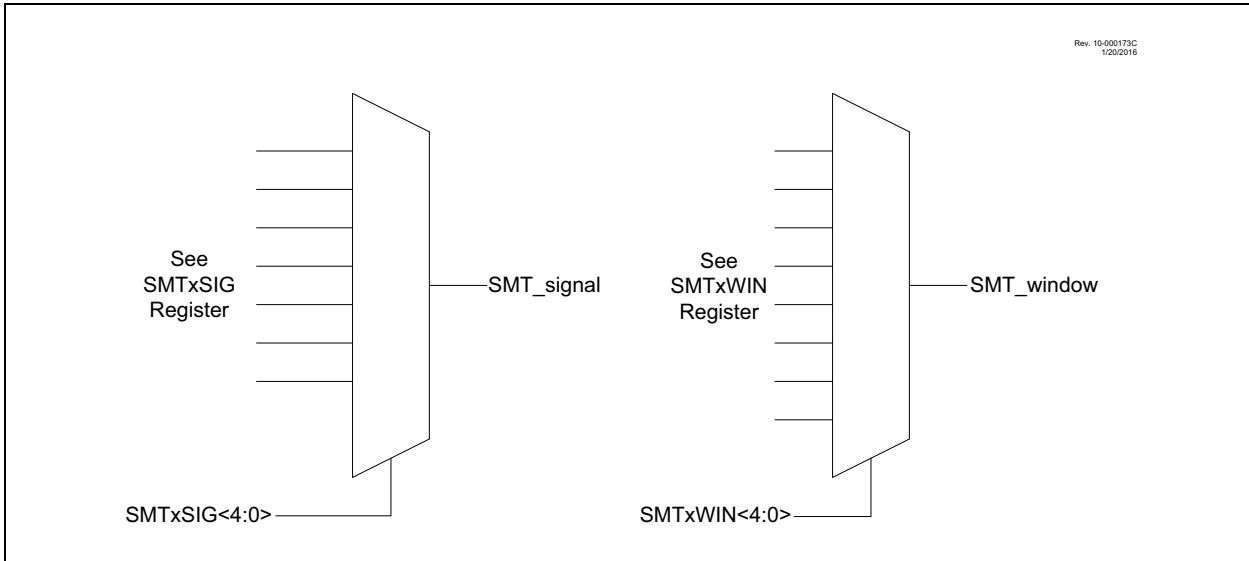 Rev. 10-000173C
1/20/2016
See
SMTxSIG
Register
SMT_signal
SMTxSIG<4:0>
See
SMTxWIN
Register
SMT_window
SMTxWIN<4:0>